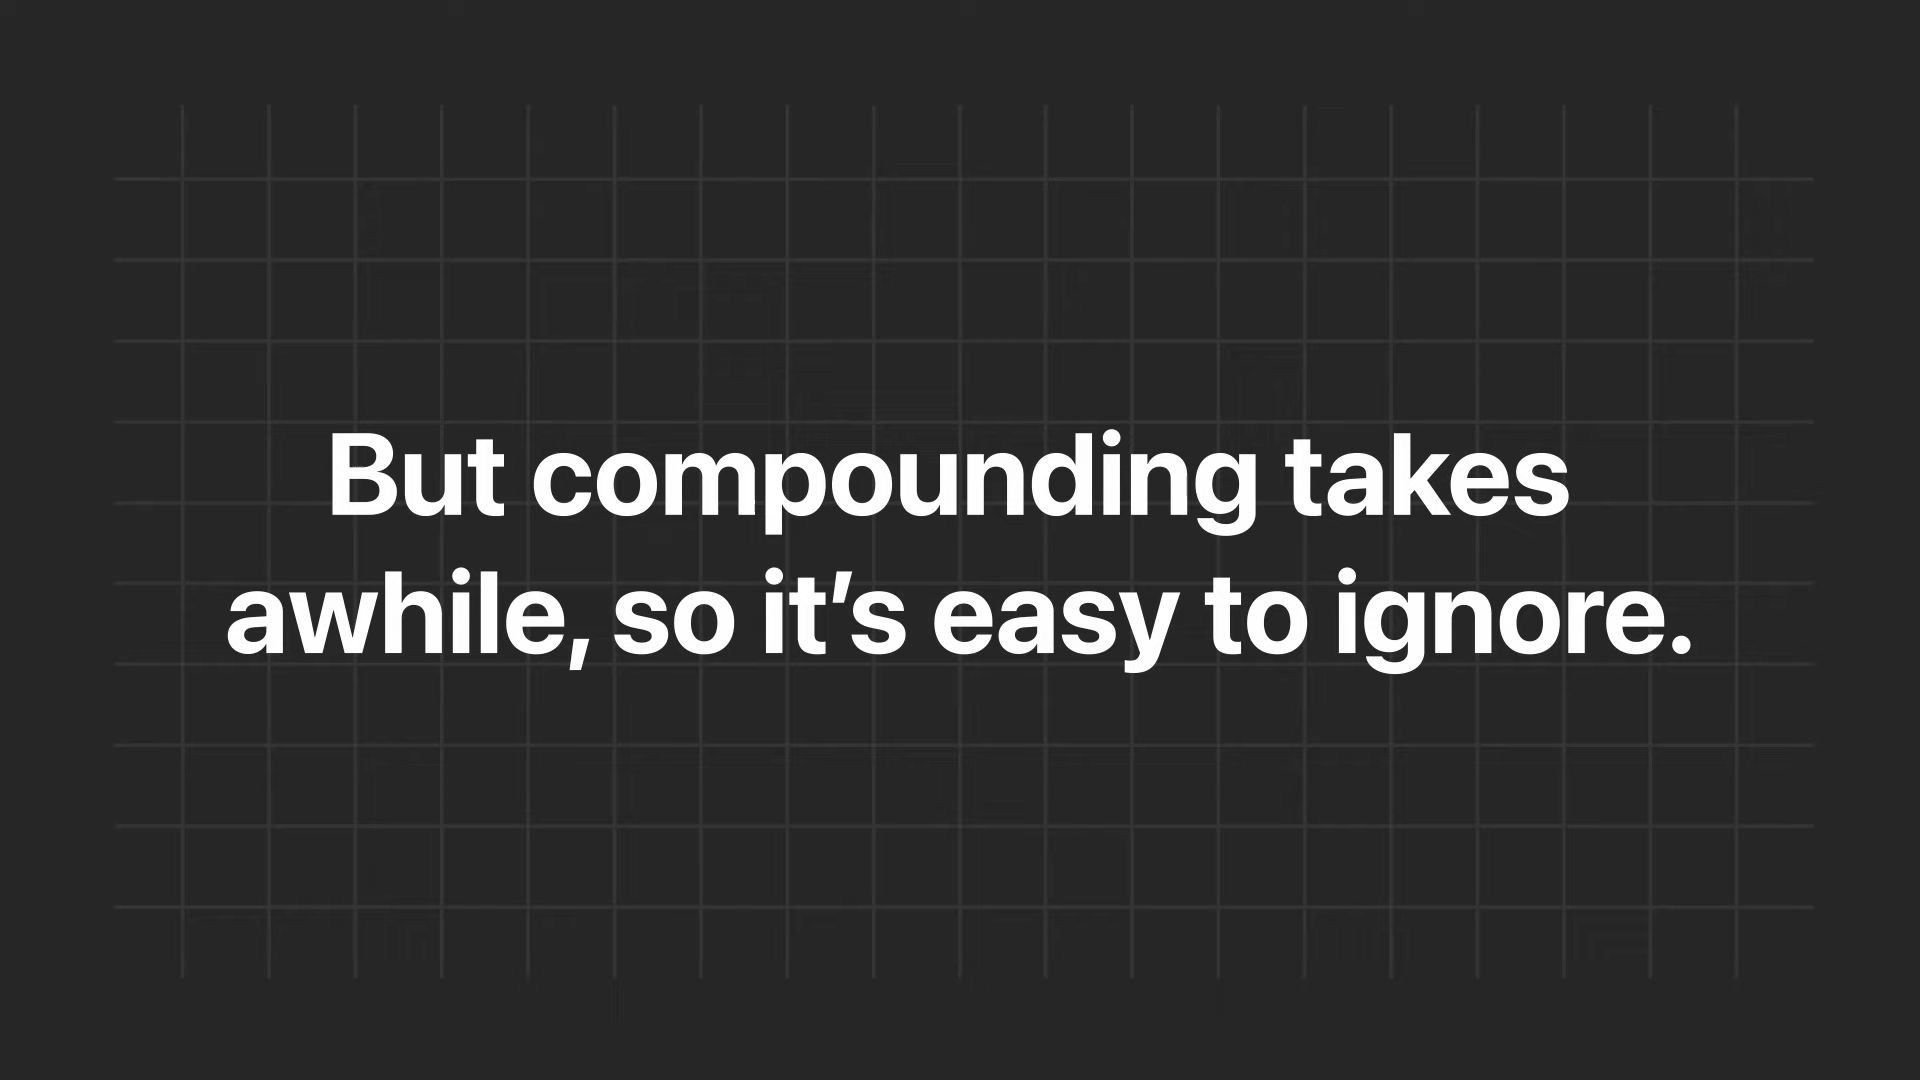 But compounding takes
awhile, so it’s easy to ignore.